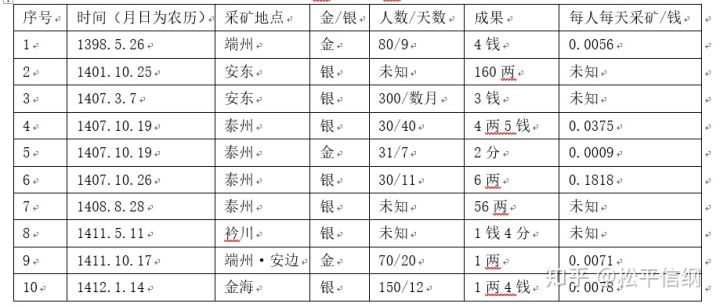 序号 时间（月日为农历） 采矿地点 金/银 人数/天数 成果 每人每天采矿/钱
1 1398.5.26 端州 金 80/9 4 钱 0.0056
2 1401.10.25 安东 银 未知 160 两 未知
3 1407.3.7 安东 银 300/数月 3 钱 未知
4 1407.10.19 泰州 银 30/40 4 两 5 钱 0.0375
5 1407.10.19 泰州 金 31/7 2 分 0.0009
6 1407.10.26 泰州 银 30/11 6 两 0.1818
7 1408.8.28 泰州 银 未知 56 两 未知
8 1411.5.11 衿川 银 未知 1 钱 4 分 未知
9 1411.10.17 端州·安边 金 70/20 1 两 0.0071
10 1412.1.14 金海 银 150/12 1 两 4 钱 0.0078
知乎 @松平信纲